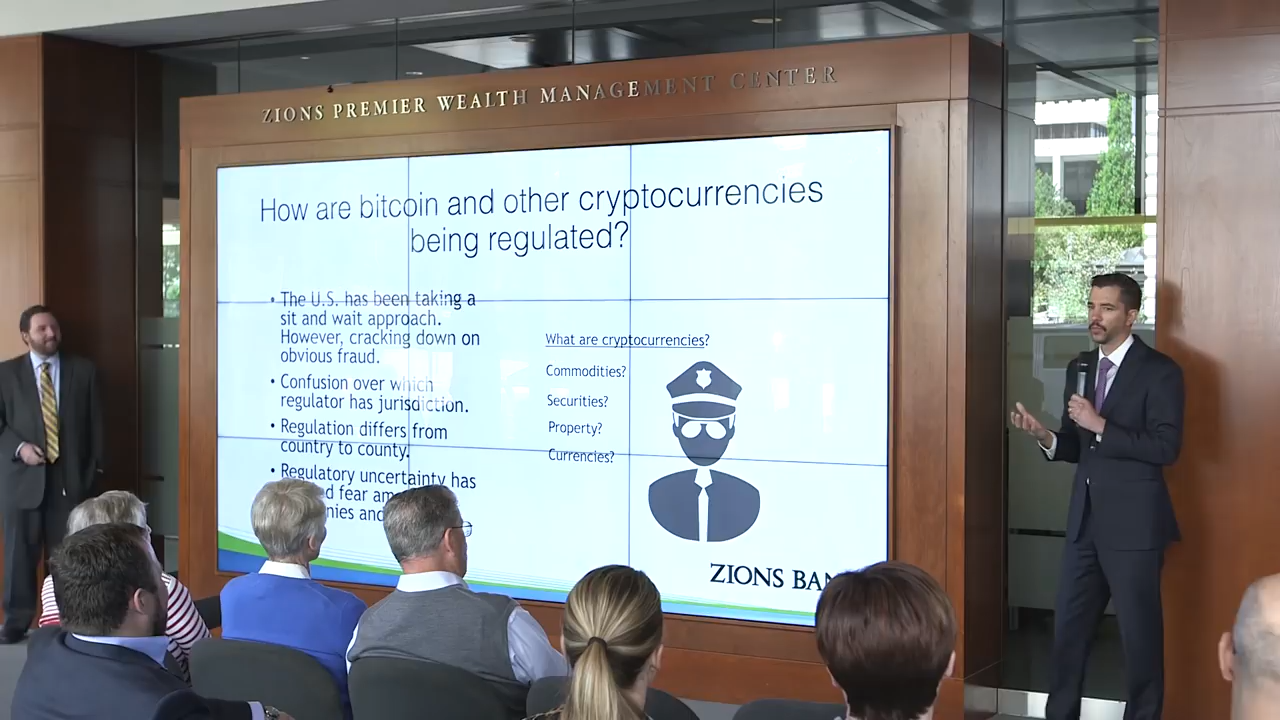 ZIONS PREMIER WEALTH MANAGEMENT CENTER
How are bitcoin and other cryptocurrencies
being regulated?
• The U.S. has been taking a
sit and wait approach.
However, cracking down on
obvious fraud.
• Confusion over which
regulator has jurisdiction.
• Regulation differs from
country to county.
• Regulatory uncertainty has
fear
and
What are cryptocurrencies?
Commodities?
Securities?
Property?
Currencies?
ZIONS